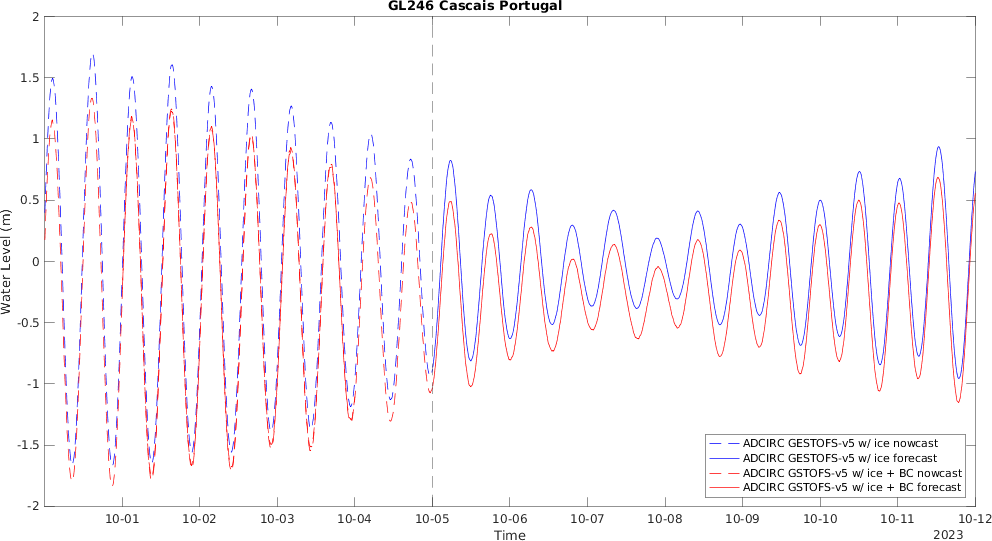 GL246 Cascais Portugal
Water Level (m)
2
1.5
1
0.5
0
-0.5
-1
-1.5
-2
ADCIRC GESTOFS-v5 w/ ice nowcast
ADCIRC GESTOFS-v5 w/ ice forecast
ADCIRC GSTOFS-v5 w/ ice + BC nowcast
ADCIRC GSTOFS-v5 w/ ice + BC forecast
10-01 10-02 10-03 10-04 10-05 10-06 10-07 10-08 10-09 10-10 10-11 10-12
Time
2023